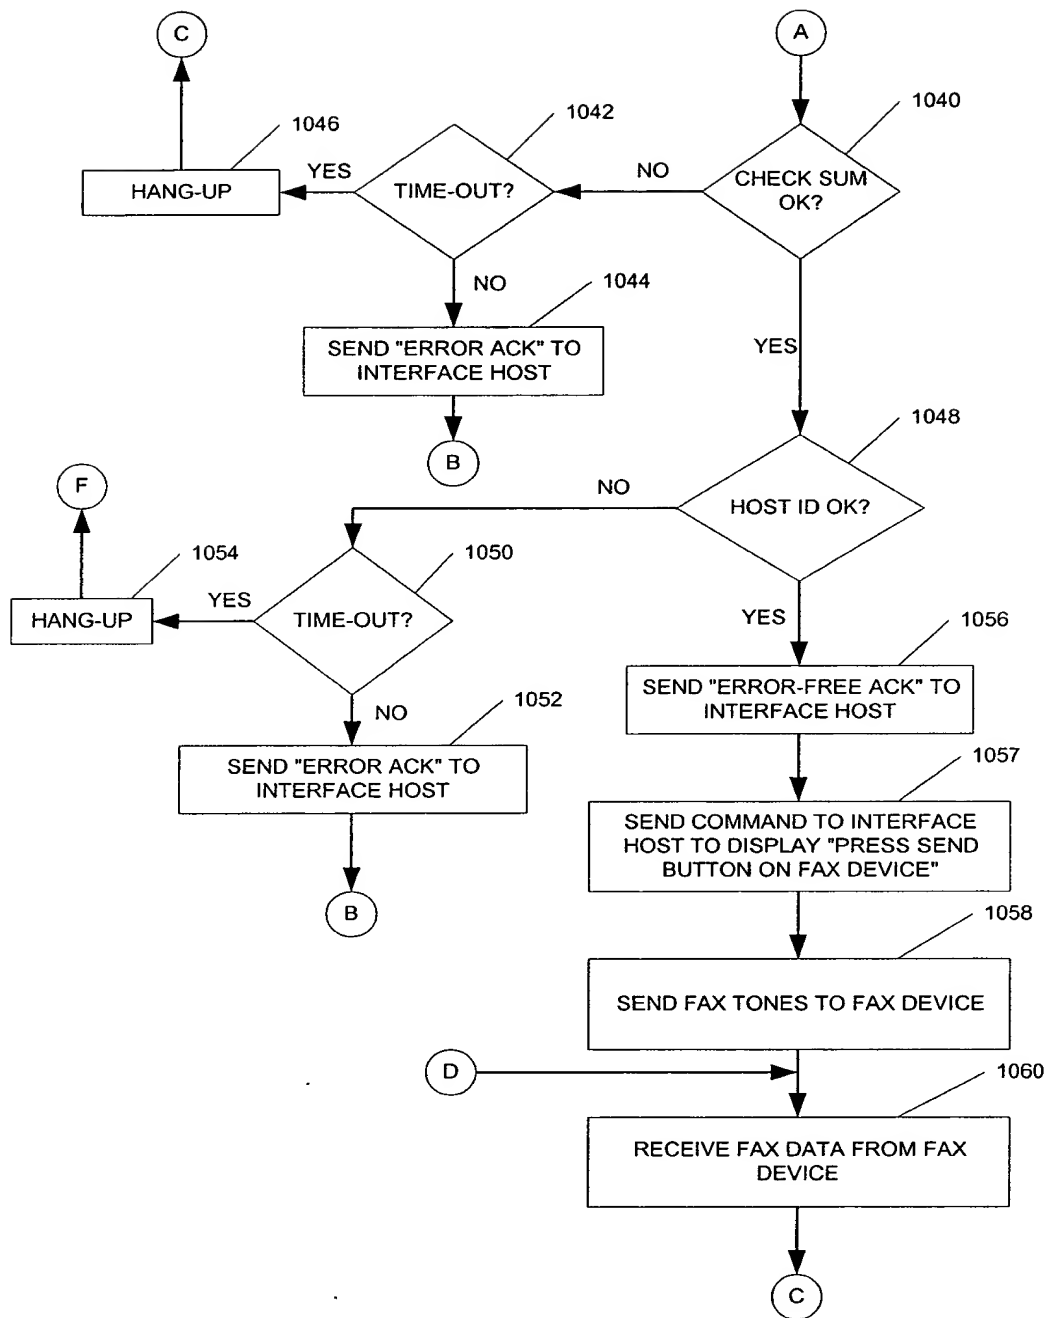 C
A
1040
1042
1046
YES
NO
HANG-UP
TIME-OUT?
CHECK SUM
OK?
NO
1044
SEND "ERROR ACK" TO
INTERFACE HOST
YES
B
1048
F
NO
HOST ID OK?
1054
1050
YES
HANG-UP
TIME-OUT?
YES
1056
SEND "ERROR-FREE ACK" TO
INTERFACE HOST
NO
1052
SEND "ERROR ACK" TO
INTERFACE HOST
1057
SEND COMMAND TO INTERFACE
HOST TO DISPLAY "PRESS SEND
BUTTON ON FAX DEVICE"
B
1058
SEND FAX TONES TO FAX DEVICE
D
1060
RECEIVE FAX DATA FROM FAX
DEVICE
C